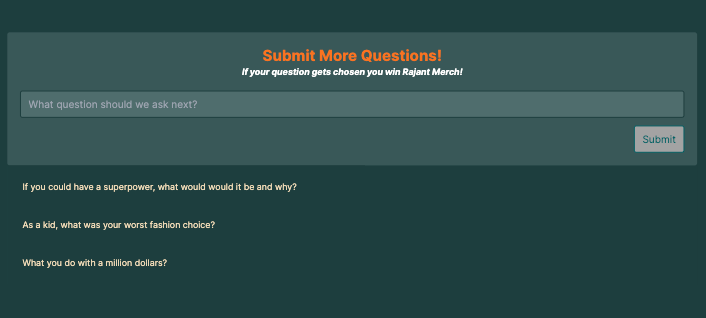 Submit More Questions!
If your question gets chosen you win Rajant Merch!
What question should we ask next?
Submit
If you could have a superpower, what would would it be and why?
As a kid, what was your worst fashion choice?
What you do with a million dollars?